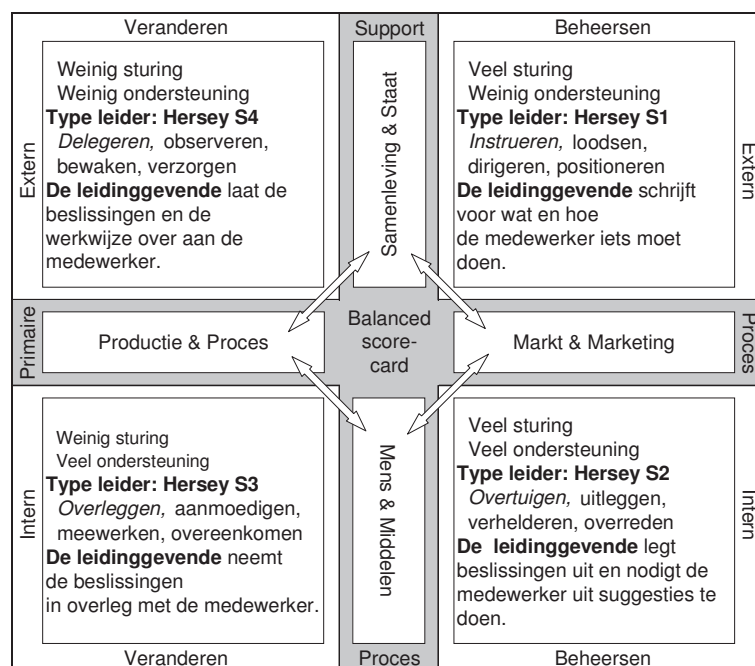 Veranderen
Support
Beheersen
Extern
Weinig sturing
Weinig ondersteuning
Type leider: Hersey S4
Delegeren, observeren,
bewaken, verzorgen
De leidinggevende laat de
beslissingen en de
werkwijze over aan de
medewerker.
Samenleving & Staat
Veel sturing
Weinig ondersteuning
Type leider: Hersey S1
Instrueren, loodsen,
dirigeren, positioneren
De leidinggevende schrijft
voor wat en hoe
de medewerker iets moet
doen.
Extern
Primaire
Productie & Proces
Balanced
score-
card
Markt & Marketing
Proces
Intern
Weinig sturing
Veel ondersteuning
Type leider: Hersey S3
Overleggen, aanmoedigen,
meewerken, overeenkomen
De leidinggevende neemt
de beslissingen
in overleg met de medewerker.
Mens & Middelen
Veel sturing
Veel ondersteuning
Type leider: Hersey S2
Overtuigen, uitleggen,
verhelderen, overreden
De leidinggevende legt
beslissingen uit en nodigt de
medewerker uit suggesties te
doen.
Intern
Veranderen
Proces
Beheersen